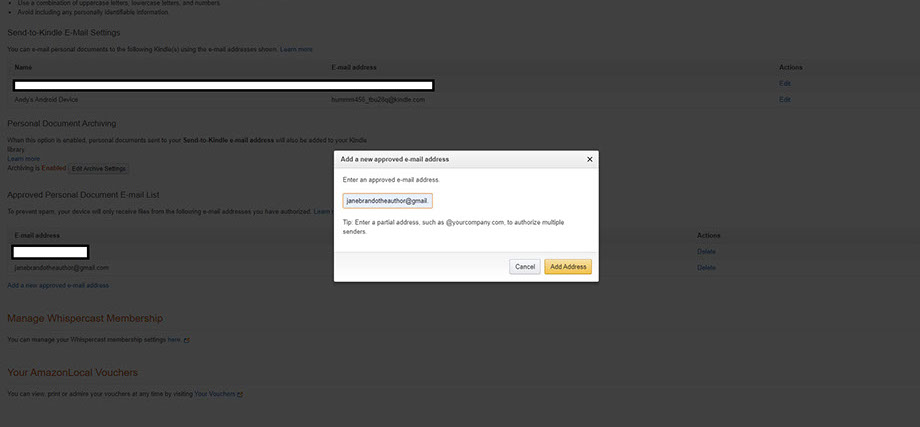 Use a combination of uppercase letters, lowercase letters, and numbers.
Avoid including any personally identifiable information.
Send-to-Kindle E-Mail Settings
You can e-mail personal documents to the following Kindle(s) using the e-mail addresses shown. Learn more
Name E-mail address Actions
Edit
Andy's Android Device @kindle.com Edit
Personal Document Archiving
When this option is enabled, personal documents sent to your Send-to-Kindle e-mail address will also be added to your Kindle
library.
Learn more
Archiving is Enabled Edit Archive Settings
Approved Personal Document E-mail List
To prevent spam, your device will only receive files from the following e-mail addresses you have authorized. Learn
E-mail address Actions
Delete
janebrandotheauthor@gmail.com Delete
Add a new approved e-mail address
Manage Whispercast Membership
You can manage your Whispercast membership settings here.
Your AmazonLocal Vouchers
You can view, print or admire your vouchers at any time by visiting Your Vouchers
Add a new approved e-mail address
Enter an approved e-mail address.
janebrandotheauthor@gmail.
Tip: Enter a partial address, such as @yourcompany.com, to authorize multiple
senders.
Cancel Add Address